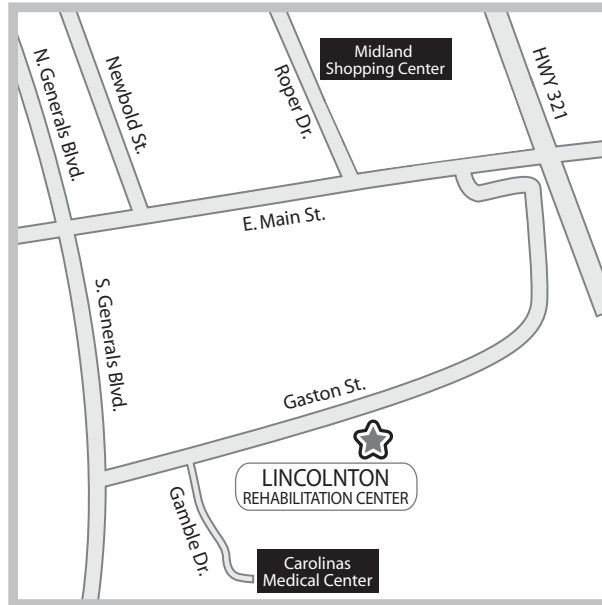 Midland
Shopping Center
N. Generals Blvd.
Newbold St.
Roper Dr.
HWY 321
E. Main St.
S. Generals Blvd.
Gaston St.
LINCOLNTON
REHABILITATION CENTER
Gamble Dr.
Carolinas
Medical Center